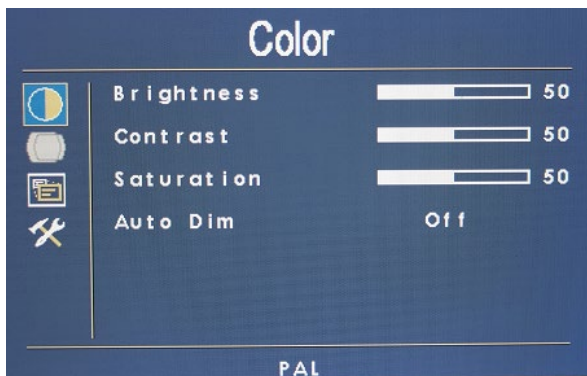 Color
Brightness 50
Contrast 50
Saturation 50
Auto Dim Off
PAL